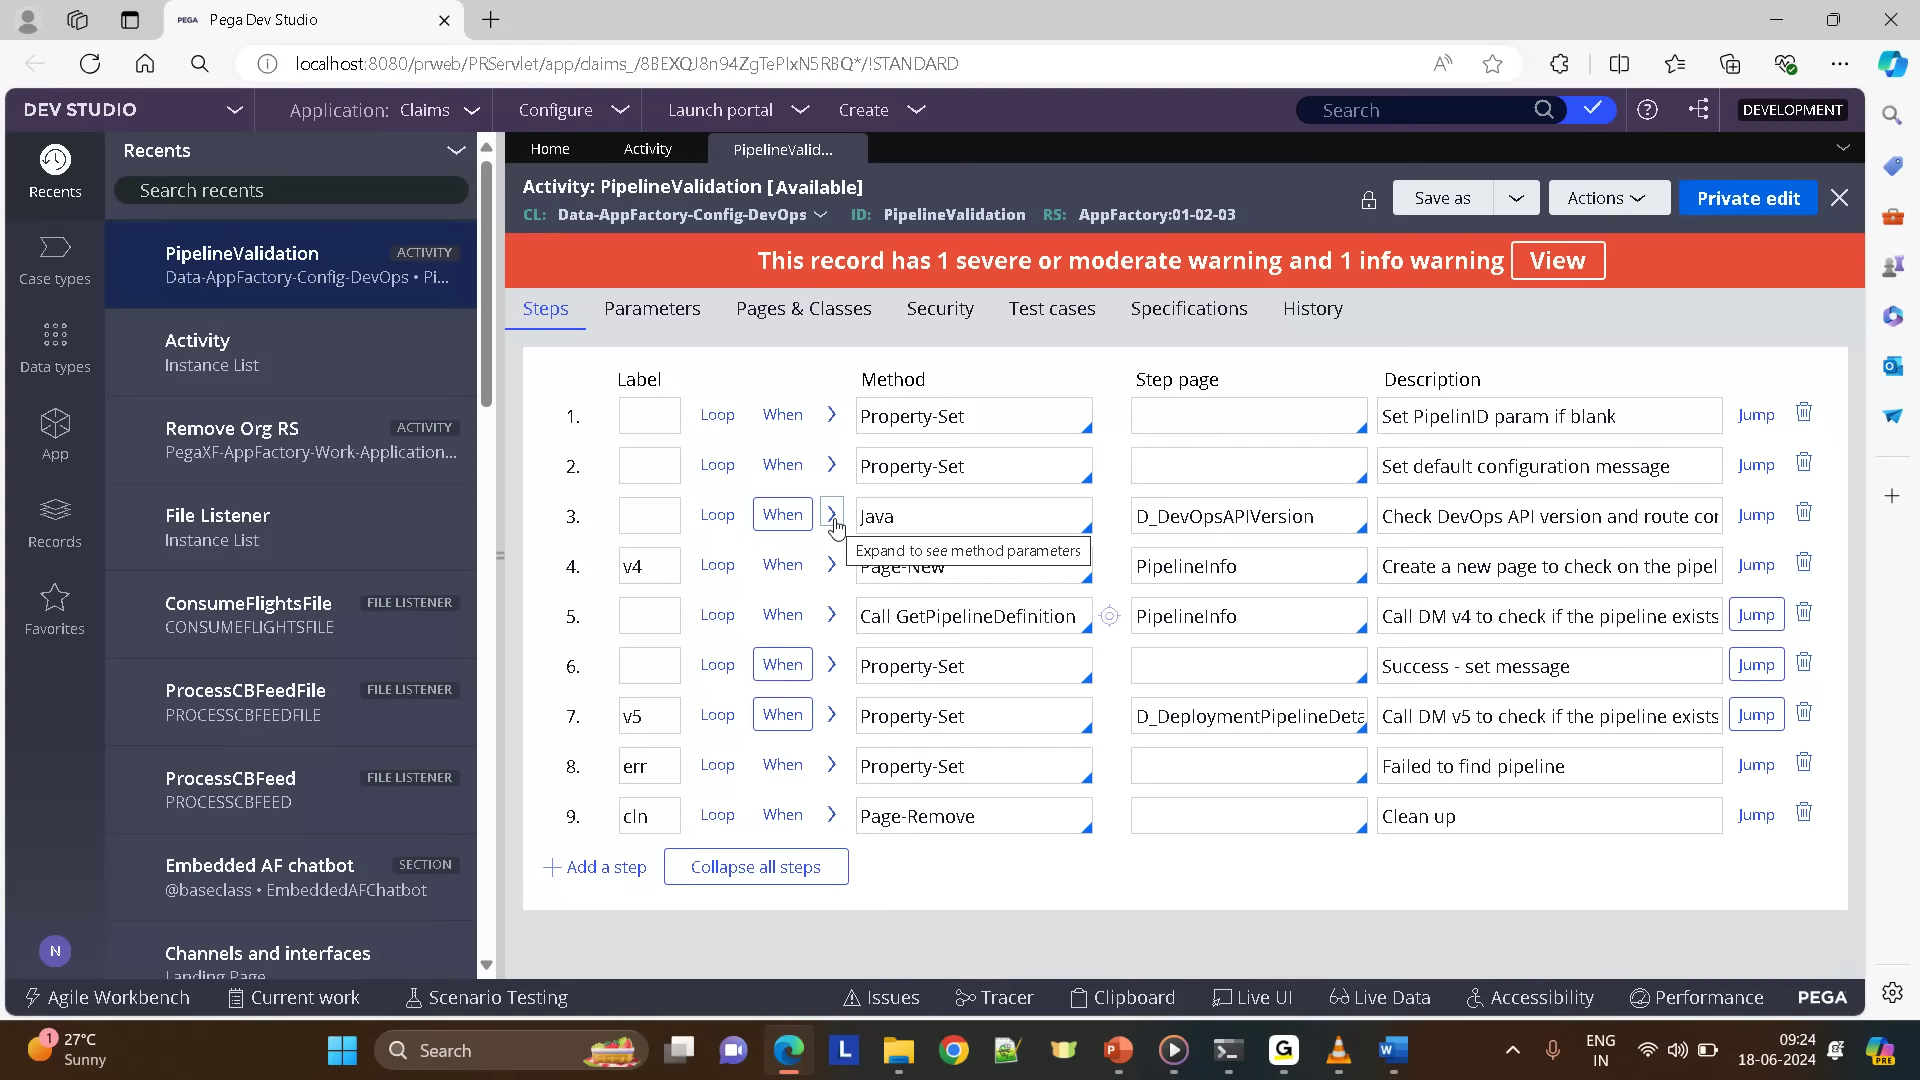 PEGA Pega Dev Studio
localhost:8080/prweb/PRServlet/app/claims_/8BEXQJ8n94ZgTePIxN5RBQ*/!STANDARD
DEV STUDIO
Application: Claims
Configure
Launch portal
Create
Search
DEVELOPMENT
Recents
Case types
Data types
App
Records
Favorites
N
Recents
Search recents
PipelineValidation ACTIVITY
Data-AppFactory-Config-DevOps • Pi...
Activity
Instance List
Remove Org RS ACTIVITY
PegaXF-AppFactory-Work-Application...
File Listener
Instance List
ConsumeFlightsFile FILE LISTENER
CONSUMEFLIGHTSFILE
ProcessCBFeedFile FILE LISTENER
PROCESSCBFEEDFILE
ProcessCBFeed FILE LISTENER
PROCESSCBFEED
Embedded AF chatbot SECTION
@baseclass • EmbeddedAFChatbot
Channels and interfaces
Landing Page
Home Activity PipelineValid...
Activity: PipelineValidation [Available]
CL: Data-AppFactory-Config-DevOps ID: PipelineValidation RS: AppFactory:01-02-03
Save as
Actions
Private edit
This record has 1 severe or moderate warning and 1 info warning View
Steps Parameters Pages & Classes Security Test cases Specifications History
Label Method Step page Description
1. Loop When Property-Set Set PipelinID param if blank Jump
2. Loop When Property-Set Set default configuration message Jump
3. Loop When Java D_DevOpsAPIVersion Check DevOps API version and route cor Jump
Expand to see method parameters
4. v4 Loop When Page-New PipelineInfo Create a new page to check on the pipel Jump
5. Loop When Call GetPipelineDefinition PipelineInfo Call DM v4 to check if the pipeline exists Jump
6. Loop When Property-Set Success - set message Jump
7. v5 Loop When Property-Set D_DeploymentPipelineDeta Call DM v5 to check if the pipeline exists Jump
8. err Loop When Property-Set Failed to find pipeline Jump
9. cln Loop When Page-Remove Clean up Jump
Add a step Collapse all steps
Agile Workbench Current work Scenario Testing Issues Tracer Clipboard Live UI Live Data Accessibility Performance PEGA
1 27°C
Sunny
Search
ENG
IN
09:24
18-06-2024